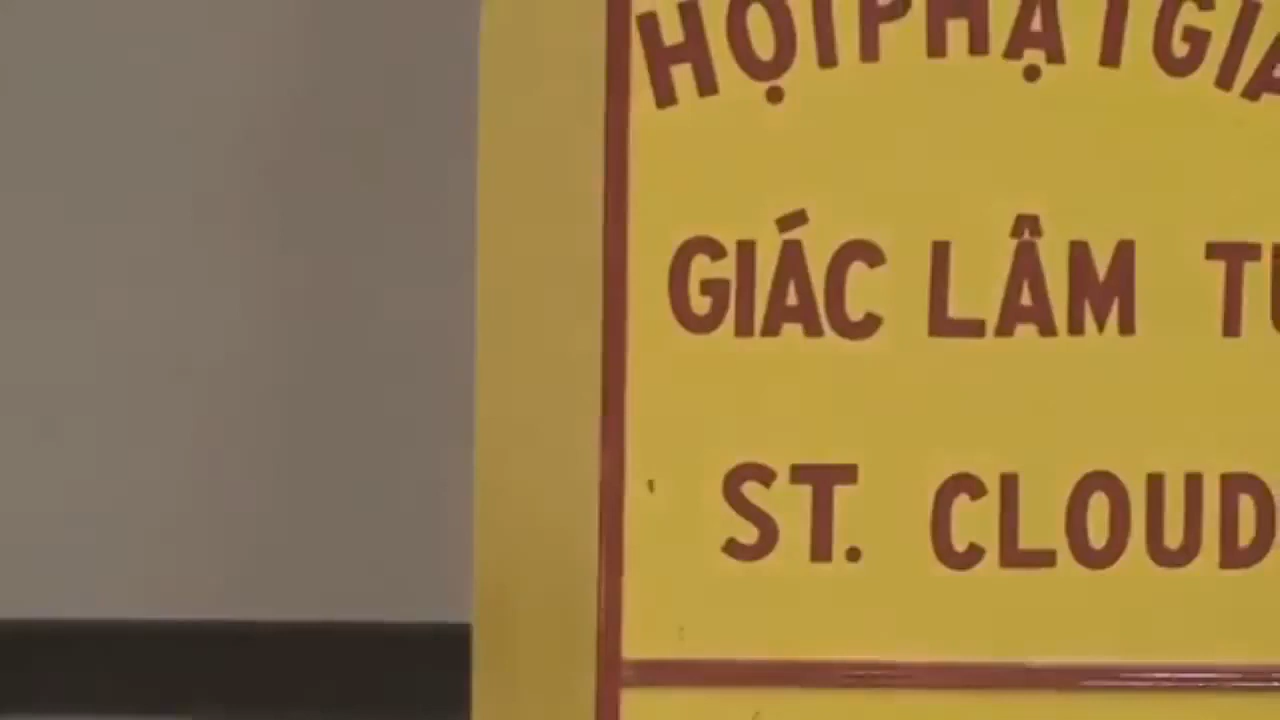 HỘI PHẬT GIÁ
GIÁC LÂM TỰ
ST. CLOUD